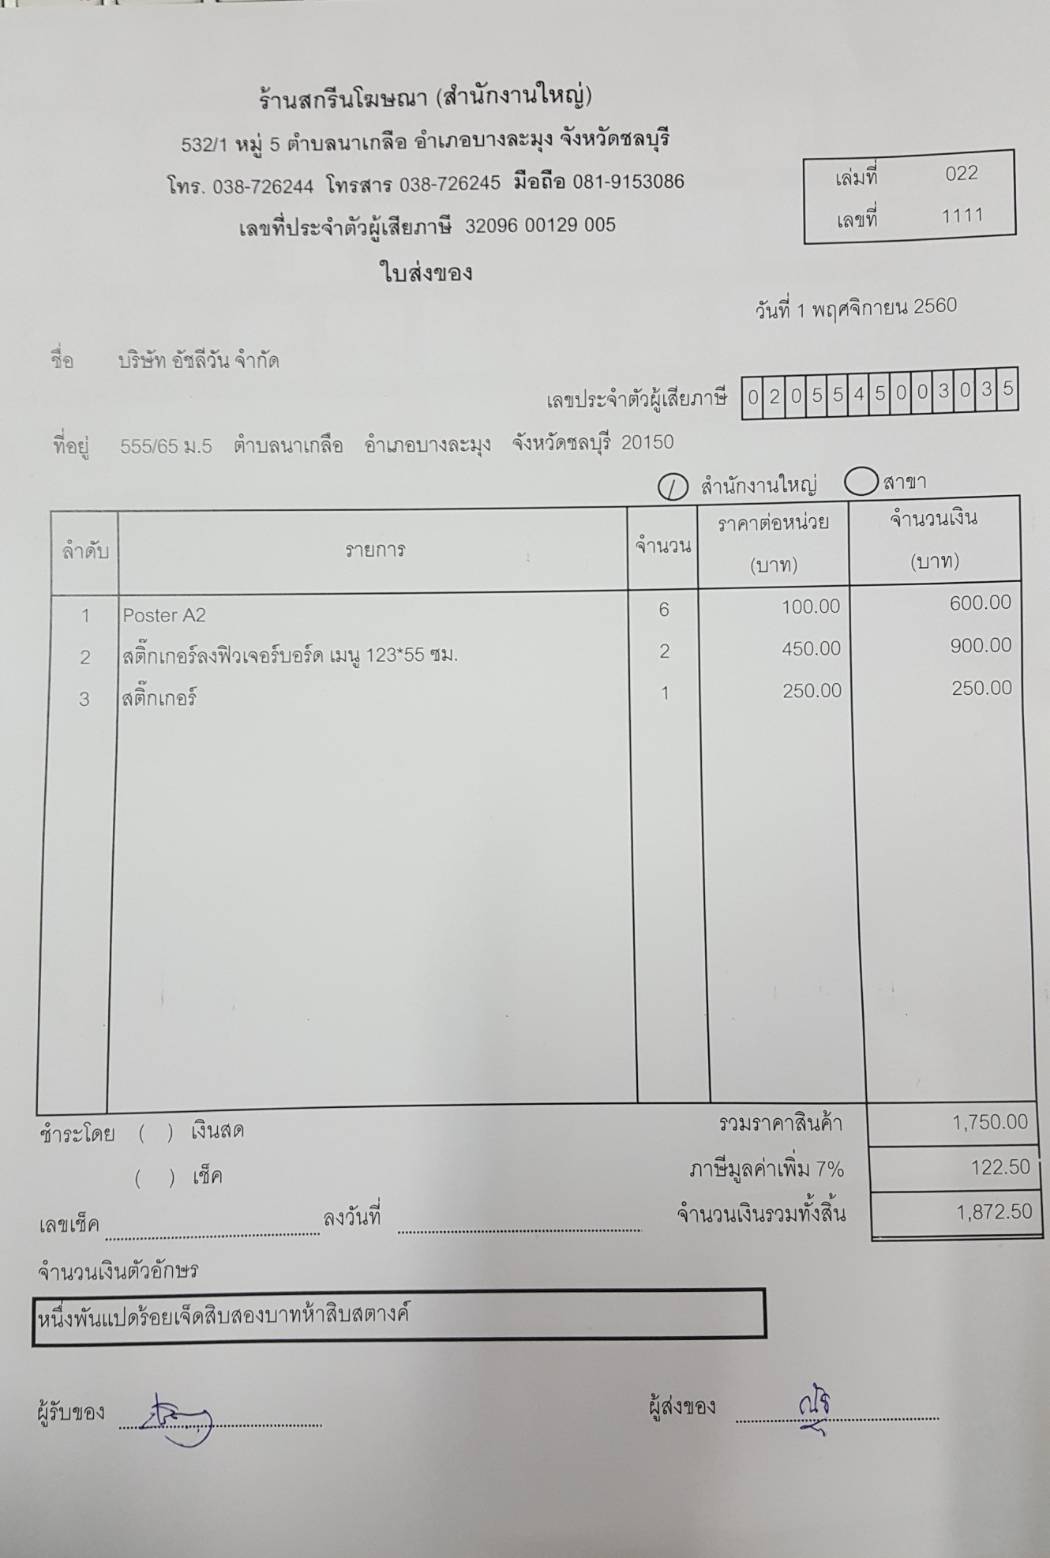 ร้านสกรีนโฆษณา (สำนักงานใหญ่)
532/1 หมู่ 5 ตำบลนาเกลือ อำเภอบางละมุง จังหวัดชลบุรี
โทร. 038-726244 โทรสาร 038-726245 มือถือ 081-9153086
เลขที่ประจำตัวผู้เสียภาษี 32096 00129 005
เล่มที่ 022
เลขที่ 1111
ใบส่งของ
วันที่ 1 พฤศจิกายน 2560
ชื่อ บริษัท อัชลีวัน จำกัด
เลขประจำตัวผู้เสียภาษี 0205545003035
ที่อยู่ 555/65 ม.5 ตำบลนาเกลือ อำเภอบางละมุง จังหวัดชลบุรี 20150
สำนักงานใหญ่ สาขา
ลำดับ รายการ จำนวน ราคาต่อหน่วย (บาท) จำนวนเงิน (บาท)
1 Poster A2 6 100.00 600.00
2 สติ๊กเกอร์ลงฟิวเจอร์บอร์ด เมนู 123*55 ซม. 2 450.00 900.00
3 สติ๊กเกอร์ 1 250.00 250.00
ชำระโดย ( ) เงินสด รวมราคาสินค้า 1,750.00
( ) เช็ค ภาษีมูลค่าเพิ่ม 7% 122.50
เลขเช็ค ลงวันที่ จำนวนเงินรวมทั้งสิ้น 1,872.50
จำนวนเงินตัวอักษร
หนึ่งพันแปดร้อยเจ็ดสิบสองบาทห้าสิบสตางค์
ผู้รับของ ผู้ส่งของ